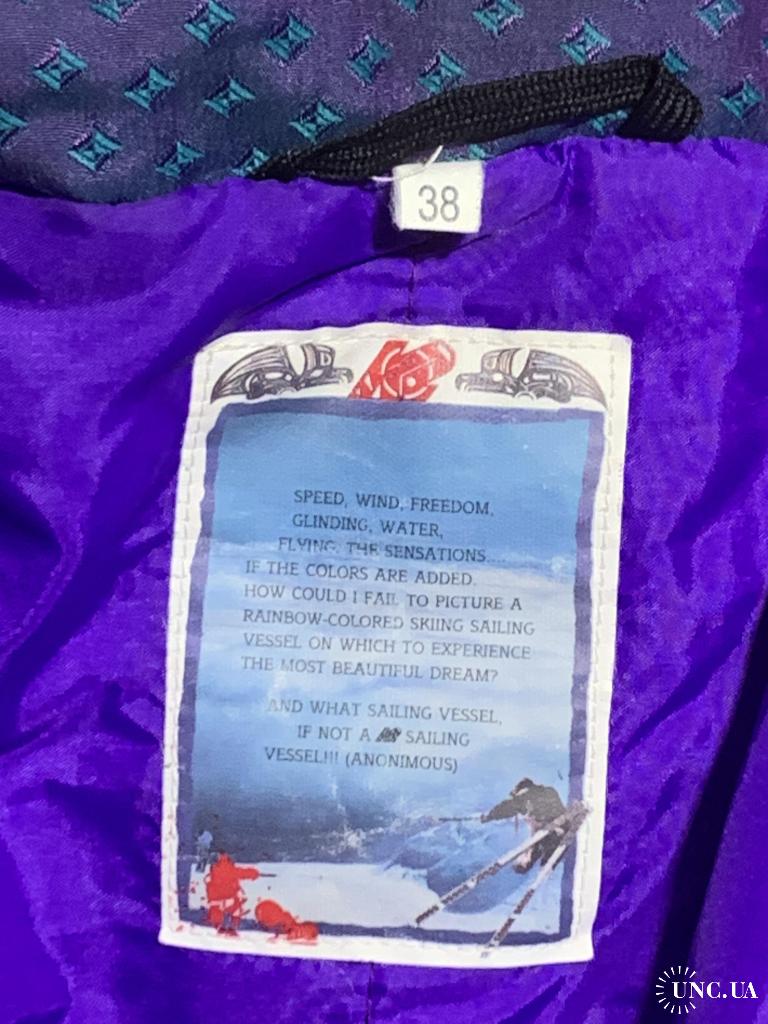 38
SPEED, WIND, FREEDOM,
GLINDING, WATER,
FLYING, THE SENSATIONS....
IF THE COLORS ARE ADDED.
HOW COULD I FAIL TO PICTURE A
RAINBOW-COLORED SKIING SAILING
VESSEL ON WHICH TO EXPERIENCE
THE MOST BEAUTIFUL DREAM?
AND WHAT SAILING VESSEL,
IF NOT A SAILING
VESSEL!!! (ANONIMOUS)
UNC.UA